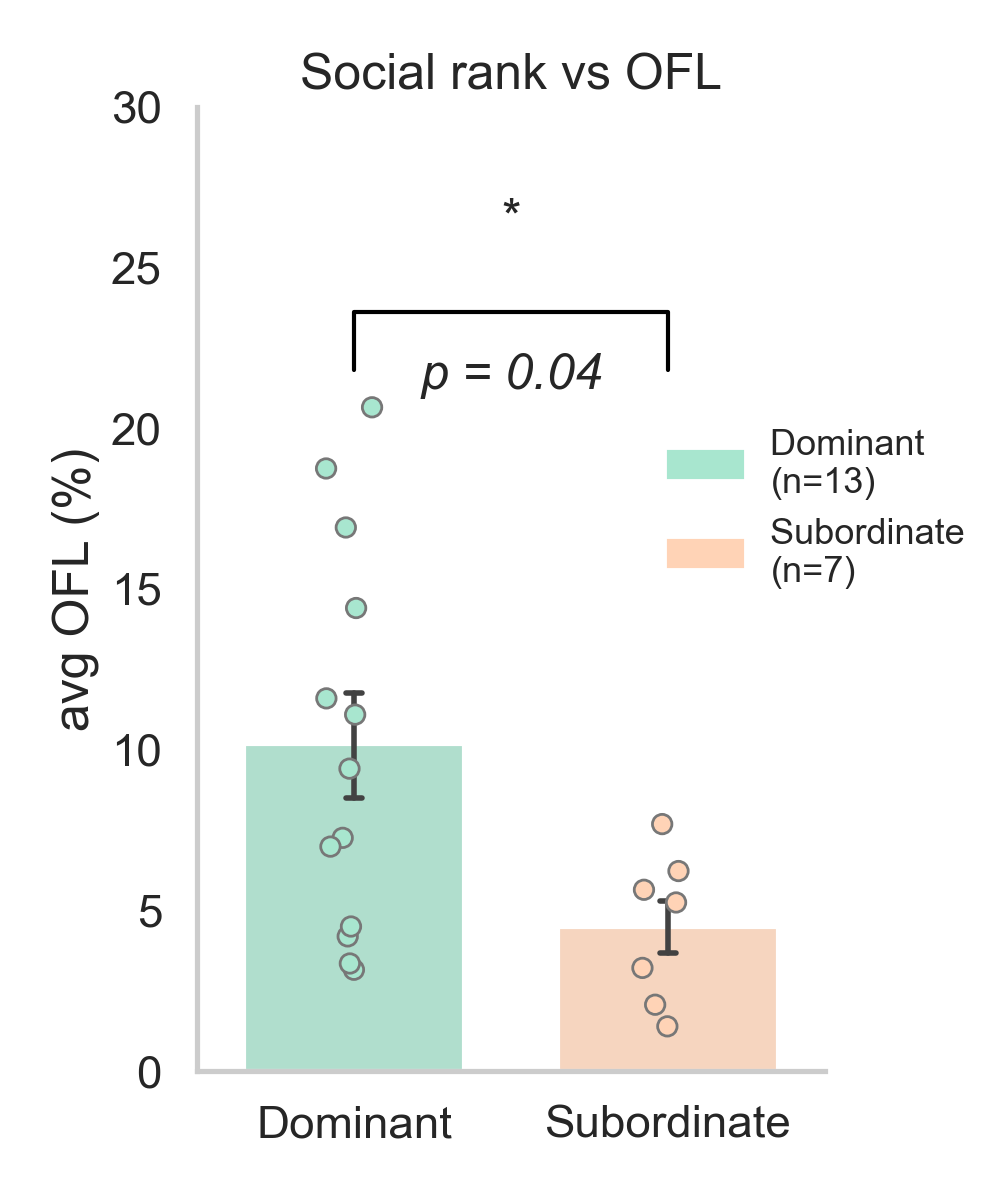 Social rank vs OFL
30
25
20
15
10
5
0
avg OFL (%)
*
p = 0.04
Dominant
(n=13)
Subordinate
(n=7)
Dominant
Subordinate